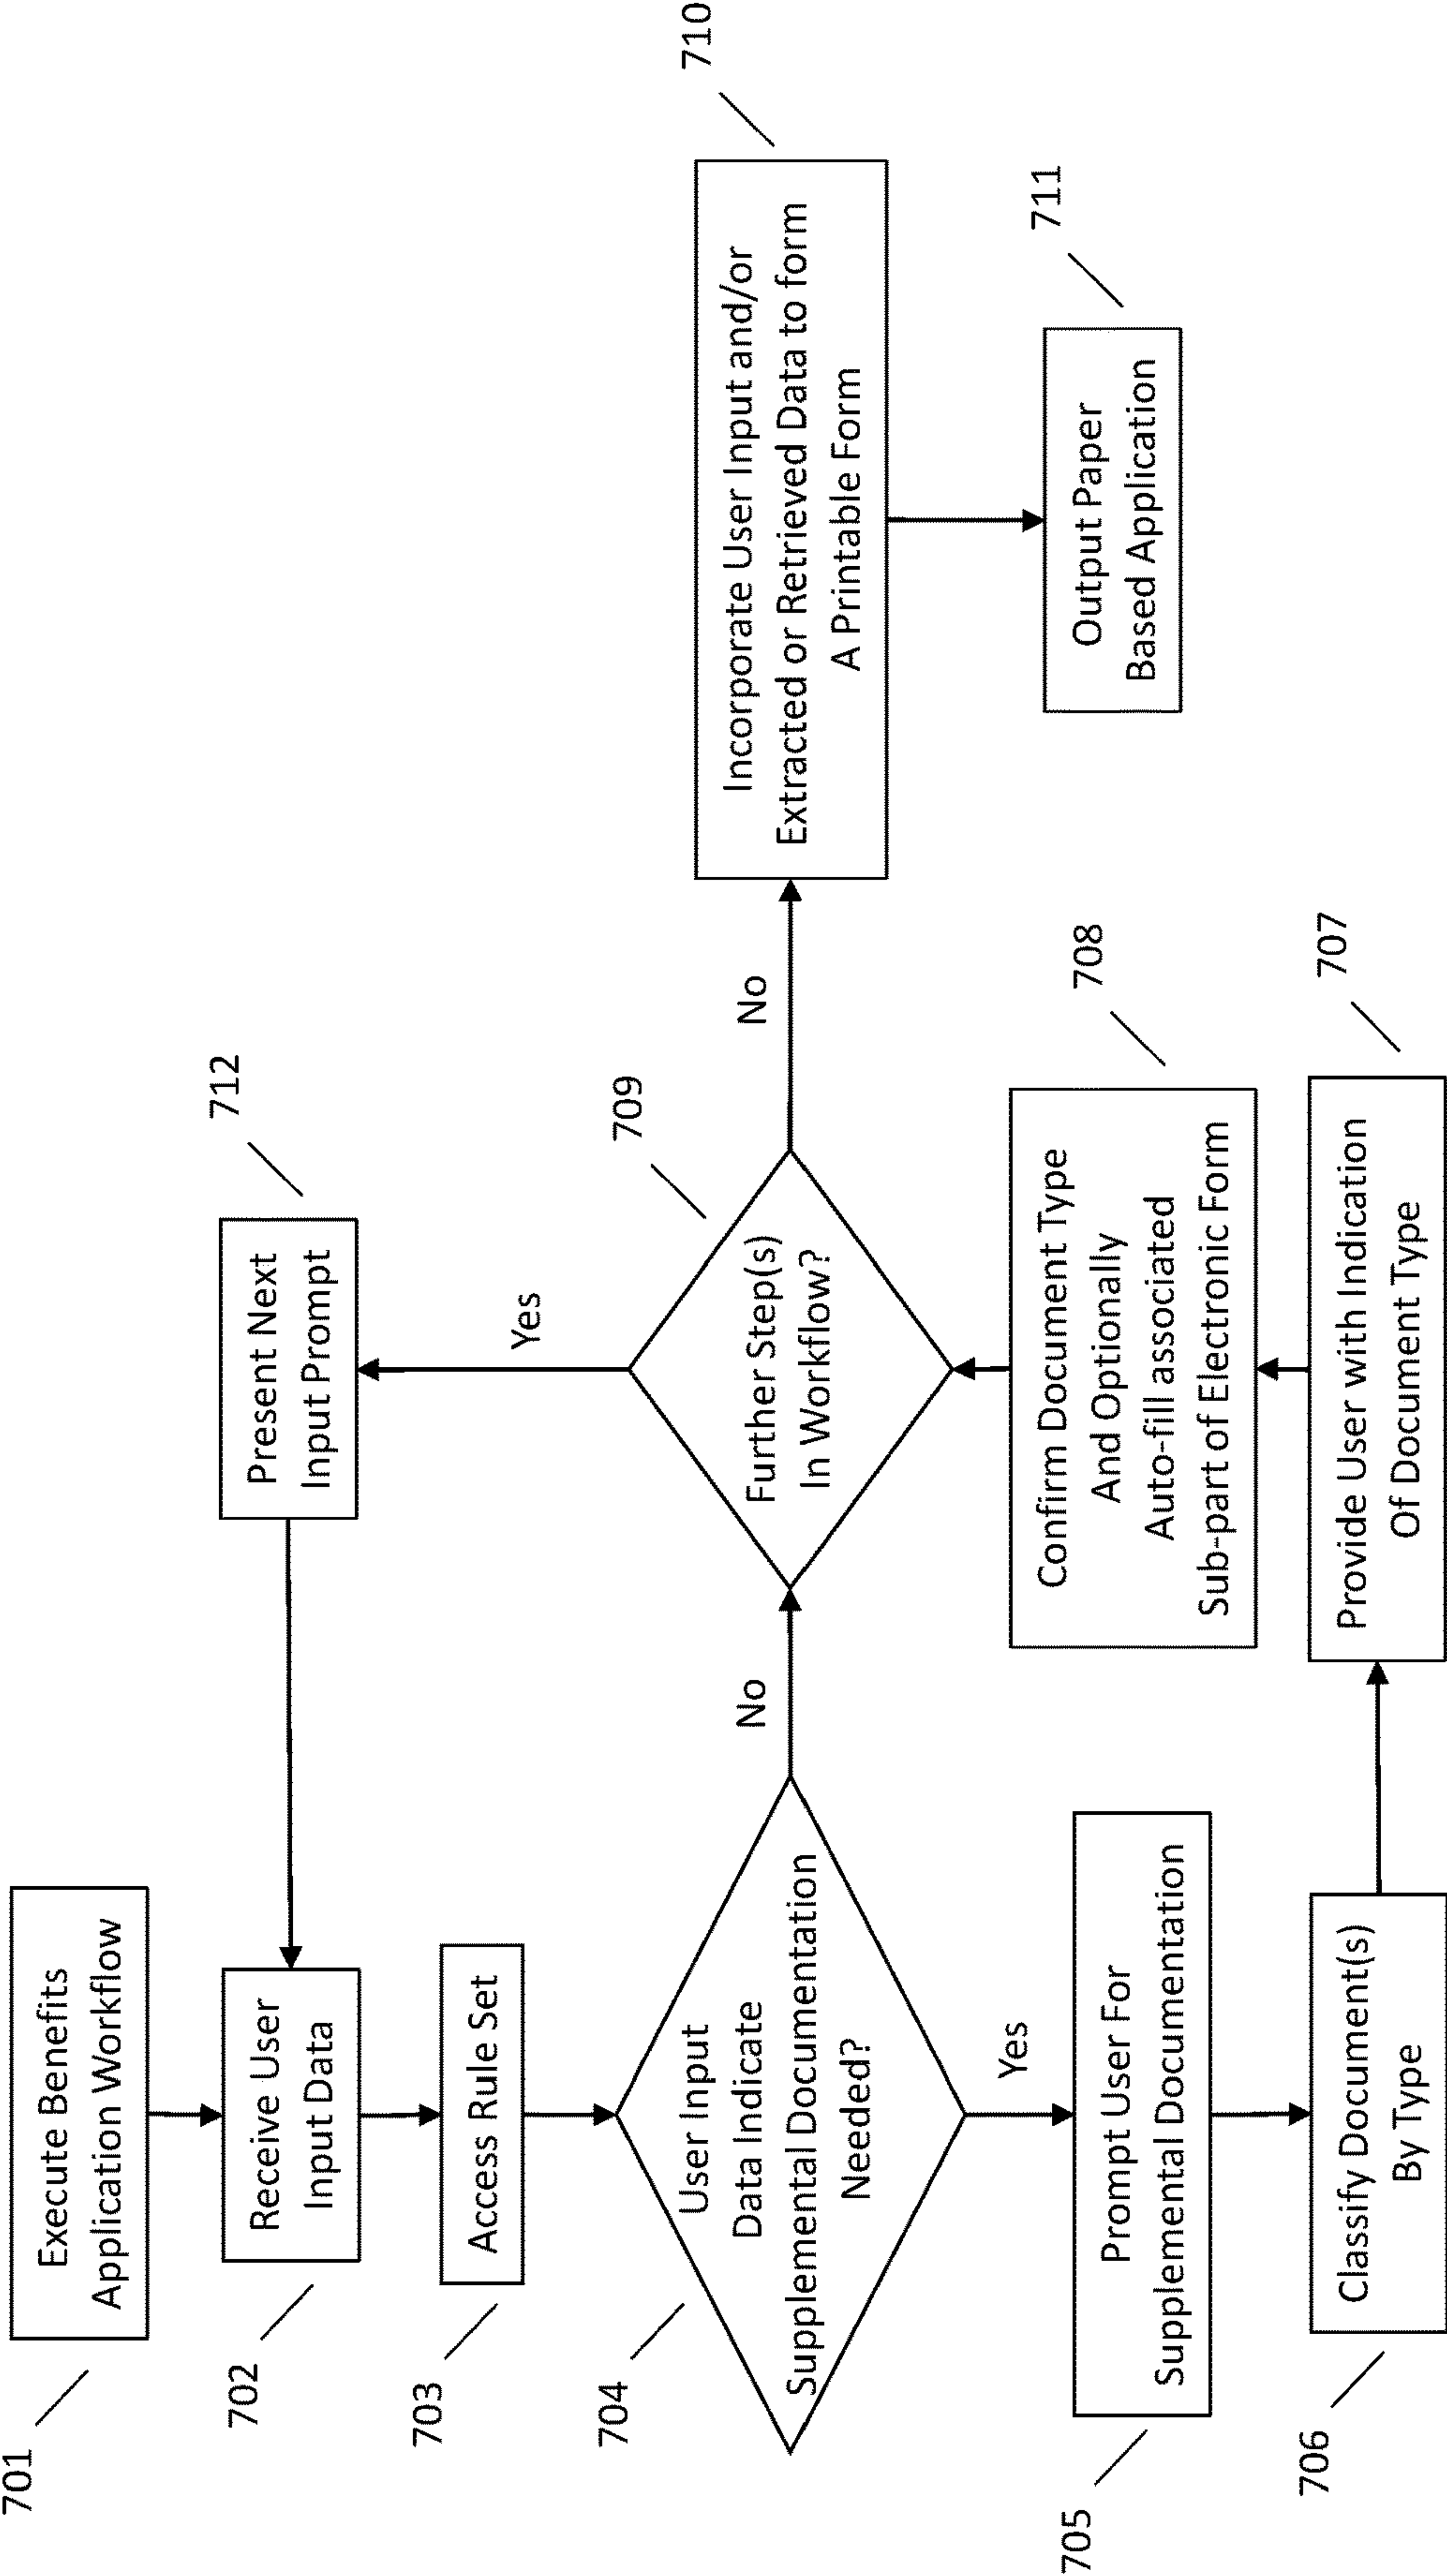 701
Execute Benefits
Application Workflow
702
Receive User
Input Data
712
Present Next
Input Prompt
703
Access Rule Set
704
User Input
Data Indicate
Supplemental Documentation
Needed?
No
Yes
709
Further Step(s)
In Workflow?
Yes
No
710
Incorporate User Input and/or
Extracted or Retrieved Data to form
A Printable Form
711
Output Paper
Based Application
705
Prompt User For
Supplemental Documentation
706
Classify Document(s)
By Type
707
Provide User with Indication
Of Document Type
708
Confirm Document Type
And Optionally
Auto-fill associated
Sub-part of Electronic Form